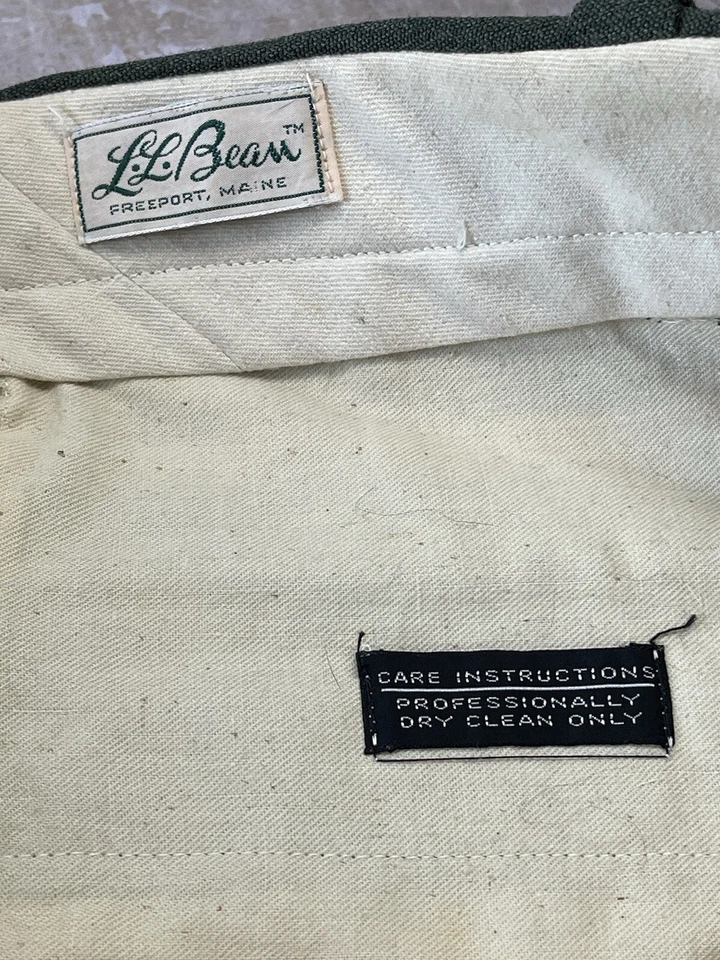 L.L.Bean™
FREEPORT, MAINE
CARE INSTRUCTIONS
PROFESSIONALLY
DRY CLEAN ONLY